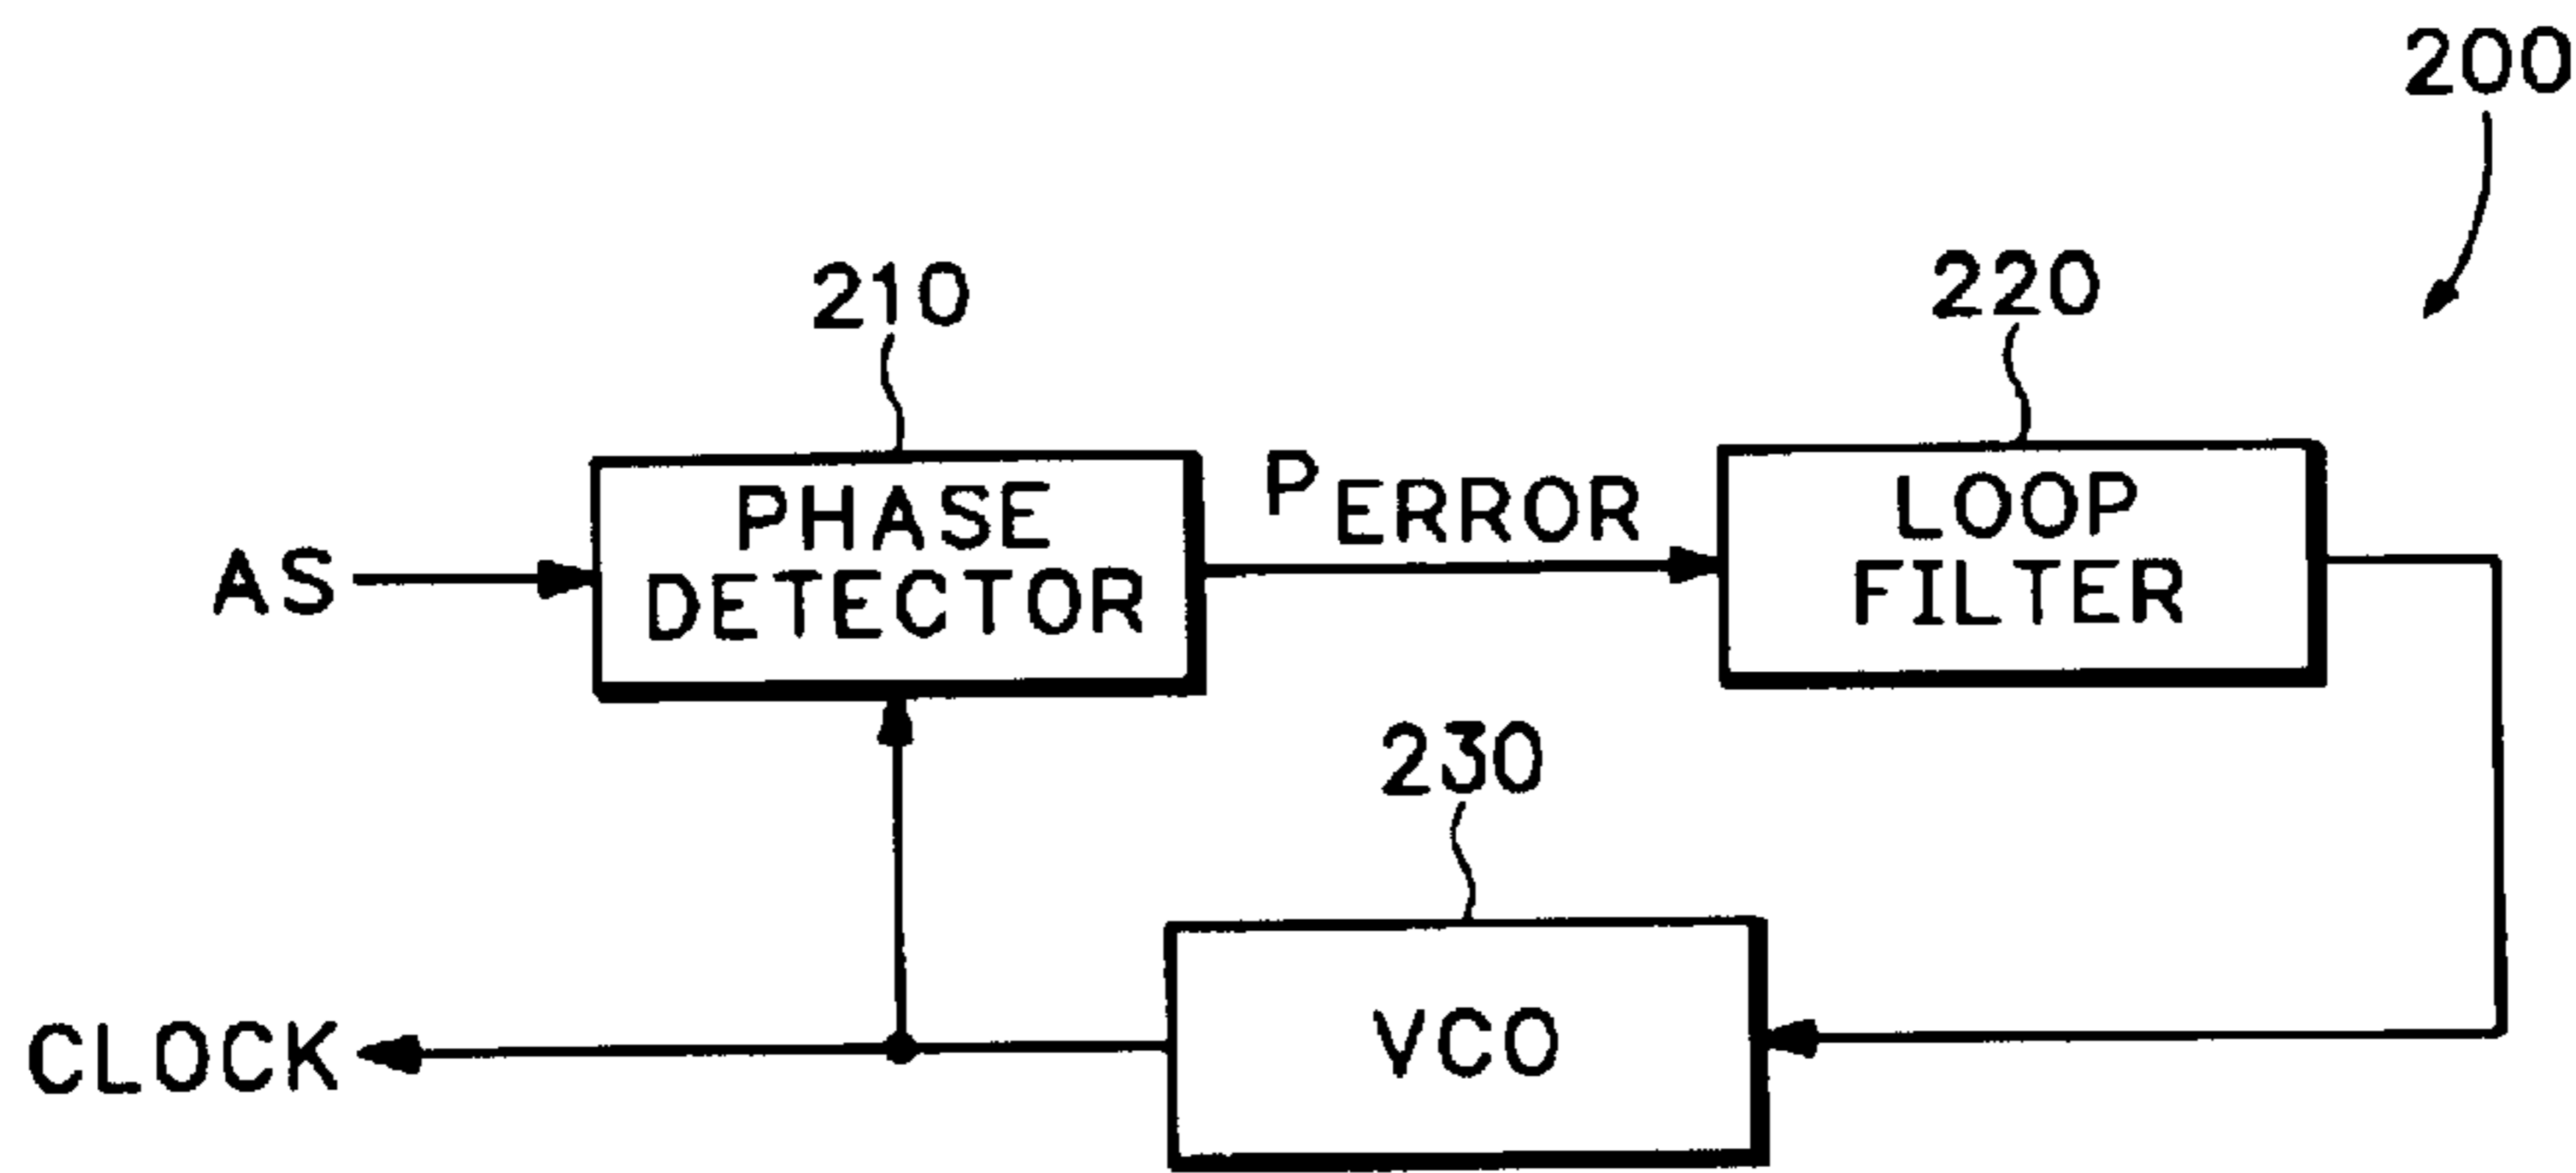 200
210
220
PHASE
DETECTOR
AS
PERROR
LOOP
FILTER
230
VCO
CLOCK